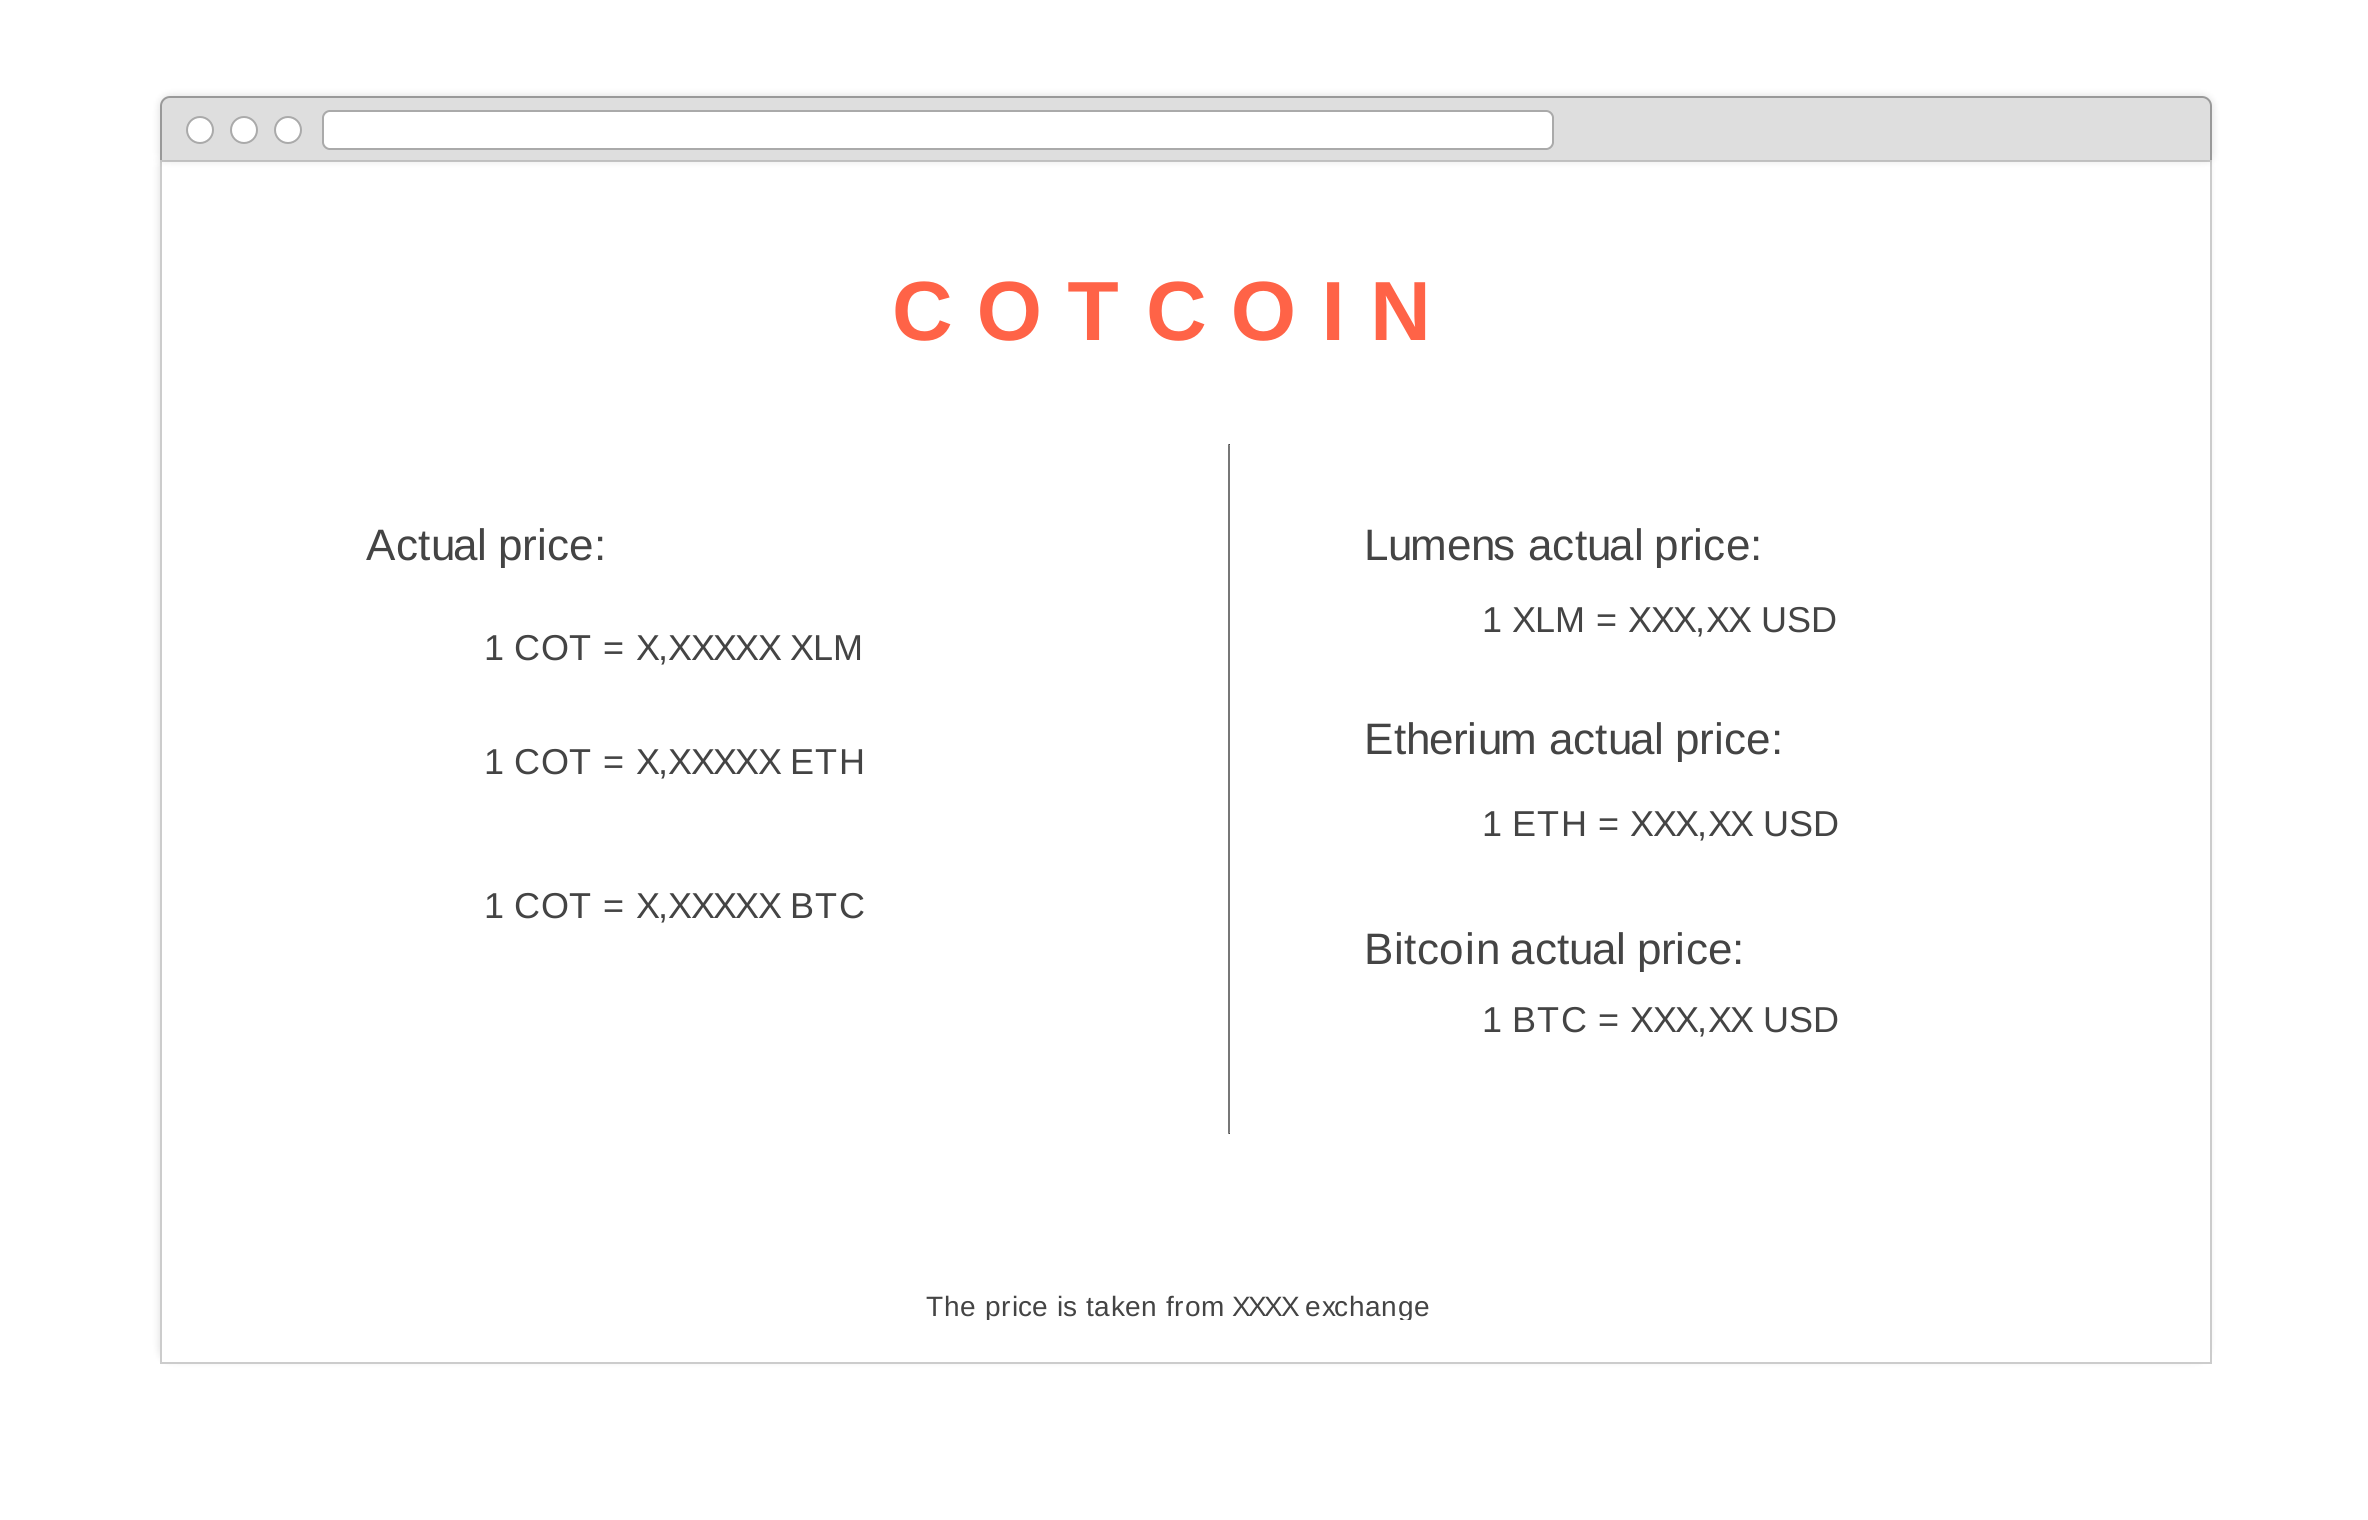 COTCOIN
Actual price:
1 COT = X,XXXXX XLM
1 COT = X,XXXXX ETH
1 COT = X,XXXXX BTC
Lumens actual price:
1 XLM = XXX,XX USD
Etherium actual price:
1 ETH = XXX,XX USD
Bitcoin actual price:
1 BTC = XXX,XX USD
The price is taken from XXXX exchange